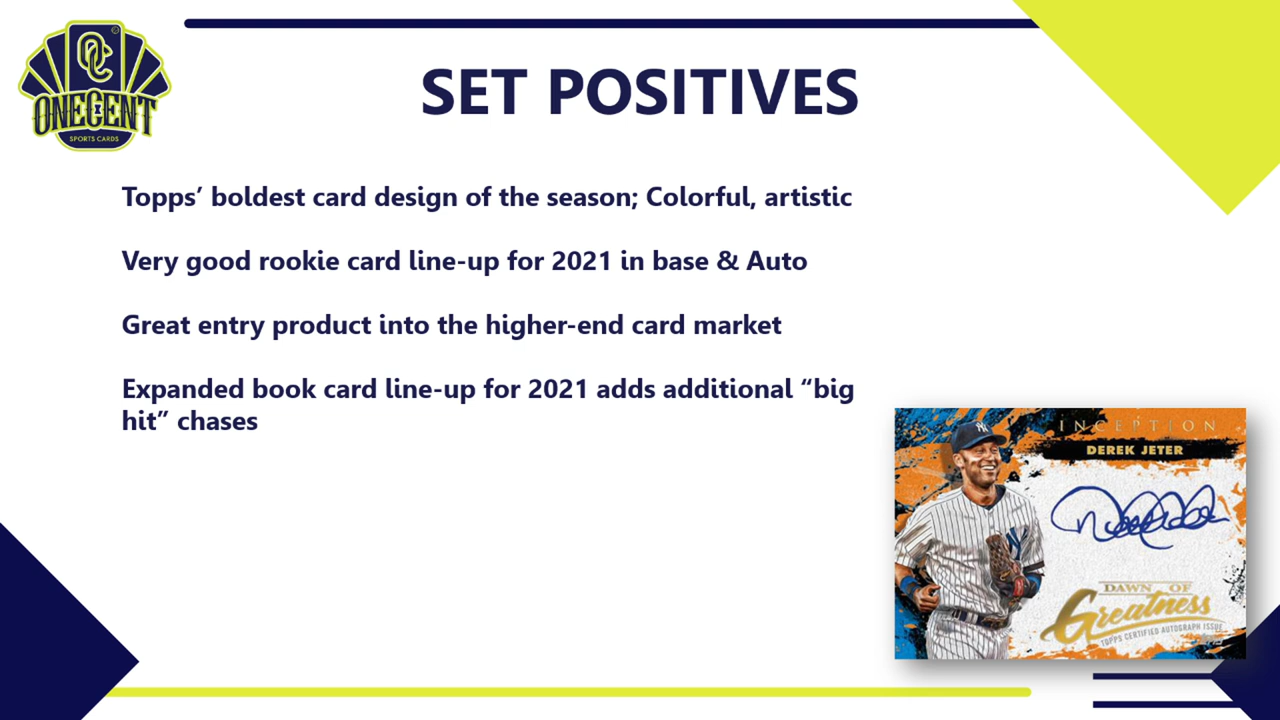 OC
ONECENT
SPORTS CARDS
SET POSITIVES
Topps’ boldest card design of the season; Colorful, artistic
Very good rookie card line-up for 2021 in base & Auto
Great entry product into the higher-end card market
Expanded book card line-up for 2021 adds additional “big
hit” chases
INCEPTION
DEREK JETER
DAWN OF
Greatness
TOPPS CERTIFIED AUTOGRAPH ISSUE